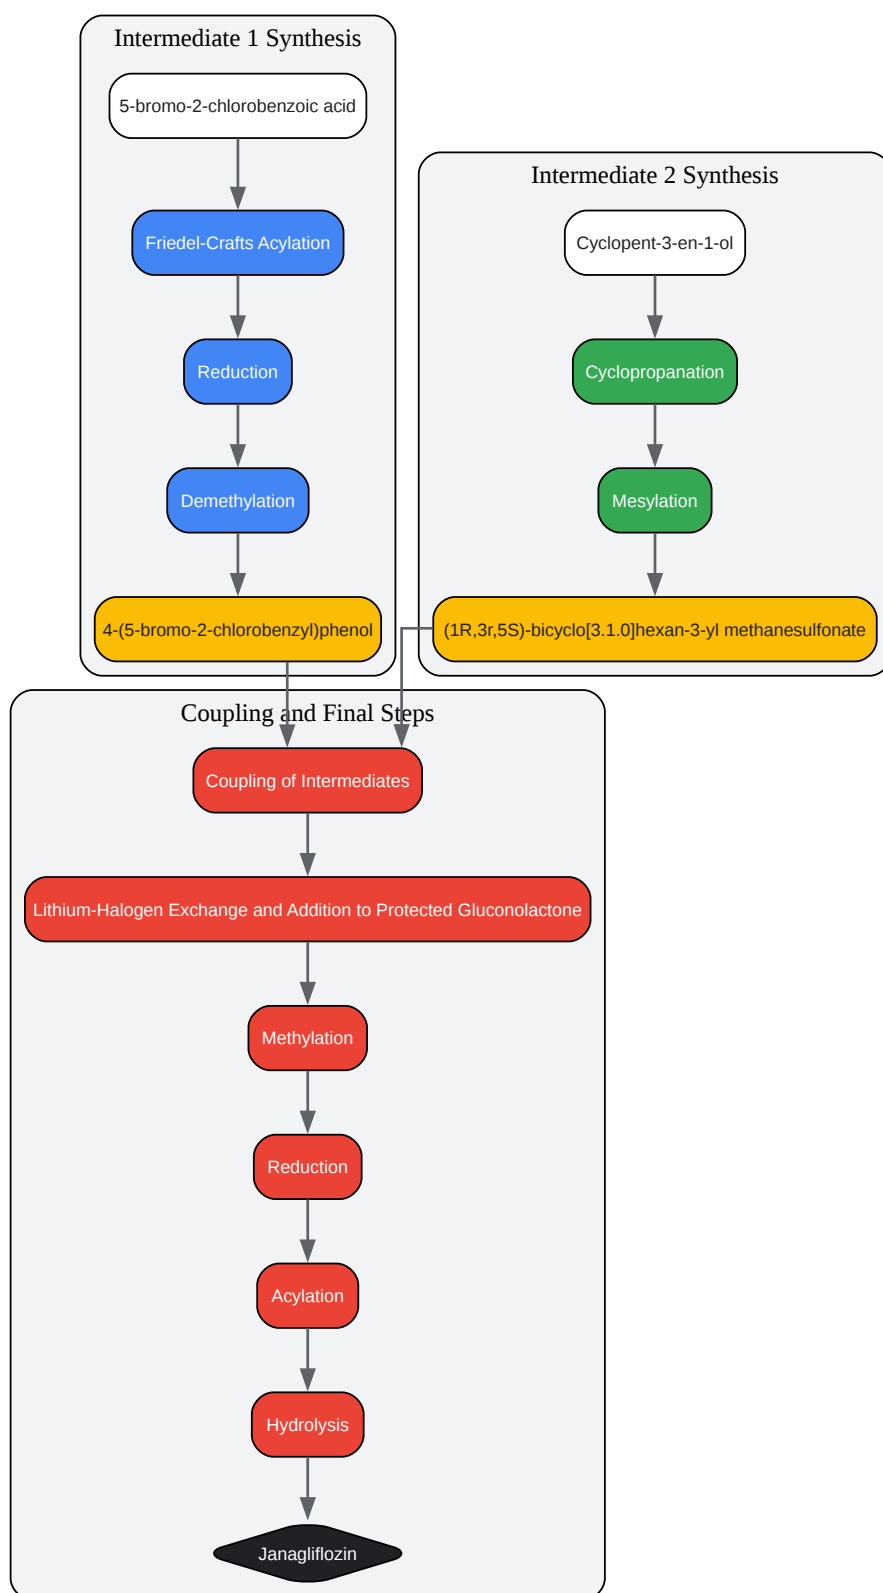 Intermediate 1 Synthesis
5-bromo-2-chlorobenzoic acid
Friedel-Crafts Acylation
Reduction
Demethylation
4-(5-bromo-2-chlorobenzyl)phenol
Intermediate 2 Synthesis
Cyclopent-3-en-1-ol
Cyclopropanation
Mesylation
(1R,3r,5S)-bicyclo[3.1.0]hexan-3-yl methanesulfonate
Coupling and Final Steps
Coupling of Intermediates
Lithium-Halogen Exchange and Addition to Protected Gluconolactone
Methylation
Reduction
Acylation
Hydrolysis
Janagliflozin